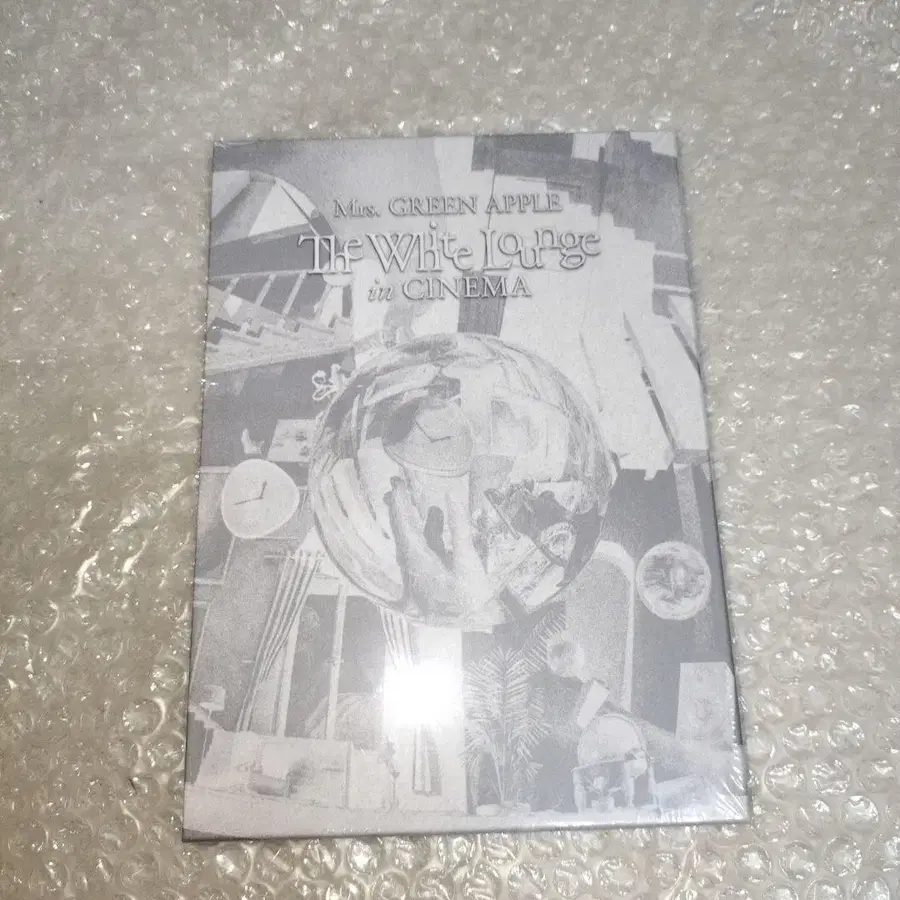 Mrs. GREEN APPLE
The White Lounge
in CINEMA